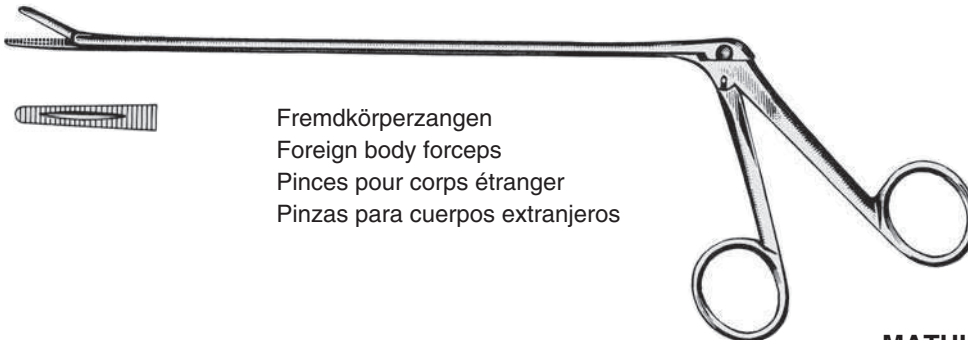 Fremdkörperzangen
Foreign body forceps
Pinces pour corps étranger
Pinzas para cuerpos extranjeros